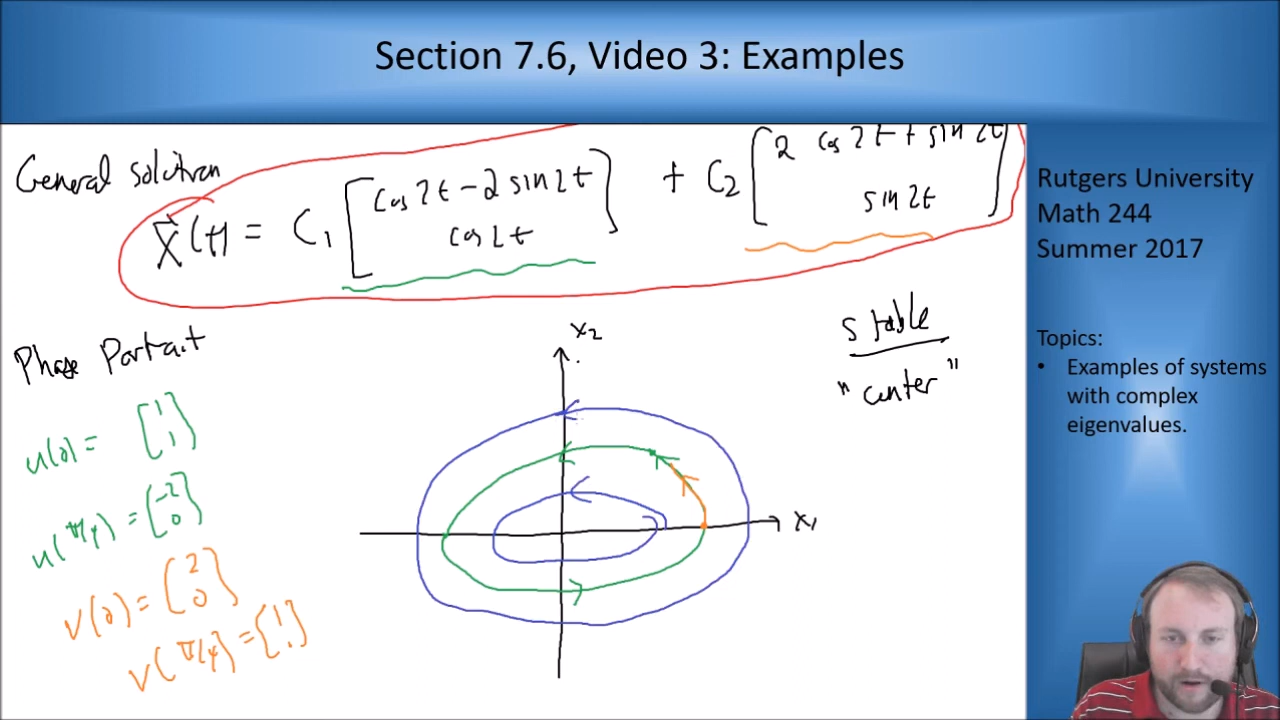 Section 7.6, Video 3: Examples
General solution
x⃗(t) = C₁ [cos 2t - 2 sin 2t
cos 2t] + C₂ [2 cos 2t + sin 2t
sin 2t]
Phase Portrait
u(0) = [1
1]
u(π/4) = [-2
0]
v(0) = [2
0]
v(π/4) = [1
1]
x₂
x₁
stable
"center"
Rutgers University
Math 244
Summer 2017
Topics:
• Examples of systems
with complex
eigenvalues.